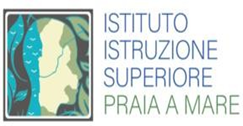 ISTITUTO
ISTRUZIONE
SUPERIORE
PRAIA A MARE